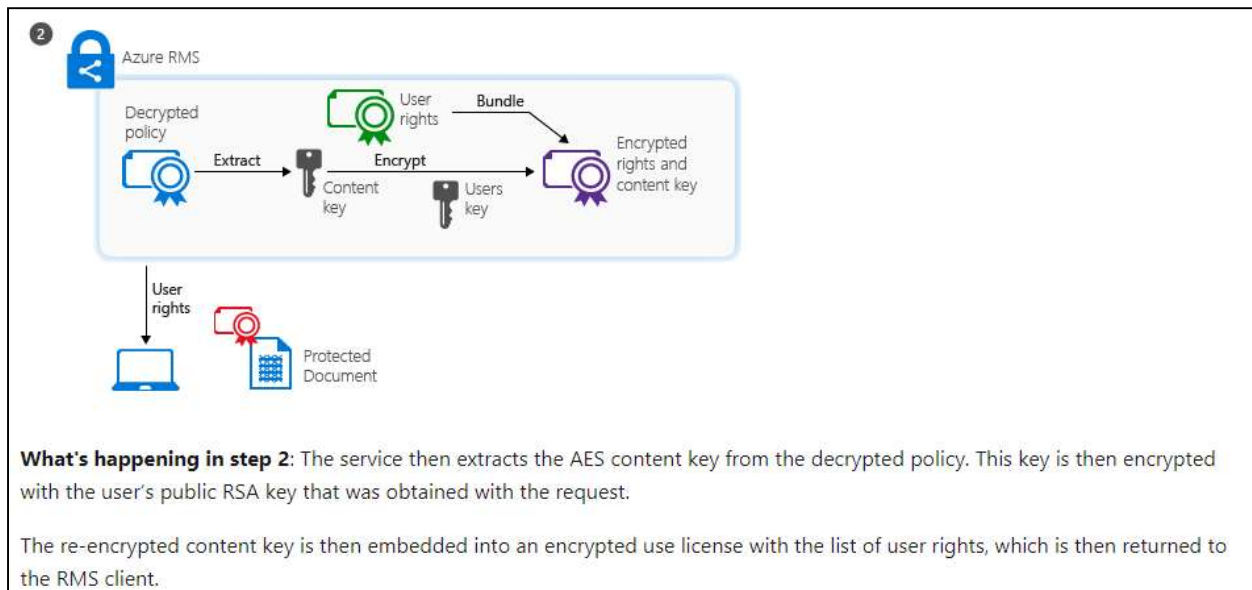 2
Azure RMS
Decrypted
policy
User
rights
Bundle
Extract
Encrypt
Content
key
Users
key
Encrypted
rights and
content key
User
rights
Protected
Document
What's happening in step 2: The service then extracts the AES content key from the decrypted policy. This key is then encrypted
with the user's public RSA key that was obtained with the request.
The re-encrypted content key is then embedded into an encrypted use license with the list of user rights, which is then returned to
the RMS client.